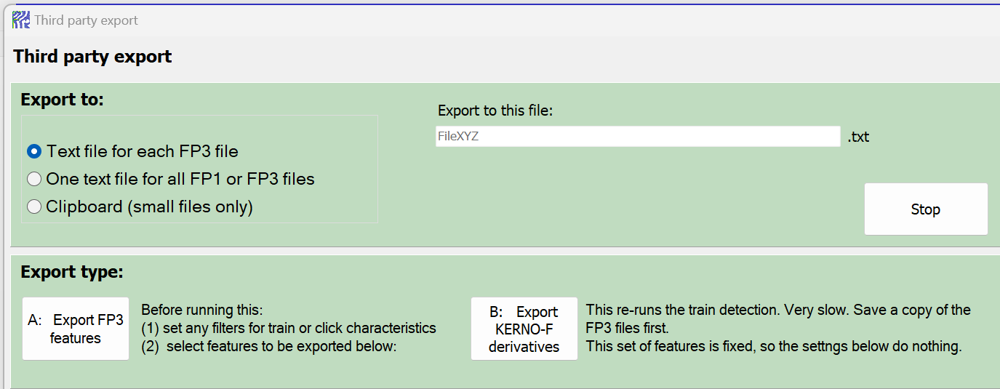 Third party export
Third party export
Export to:
Text file for each FP3 file
One text file for all FP1 or FP3 files
Clipboard (small files only)
Export to this file:
FileXYZ
.txt
Stop
Export type:
A: Export FP3
features
Before running this:
(1) set any filters for train or click characteristics
(2) select features to be exported below:
B: Export
KERNO-F
derivatives
This re-runs the train detection. Very slow. Save a copy of the
FP3 files first.
This set of features is fixed, so the settngs below do nothing.